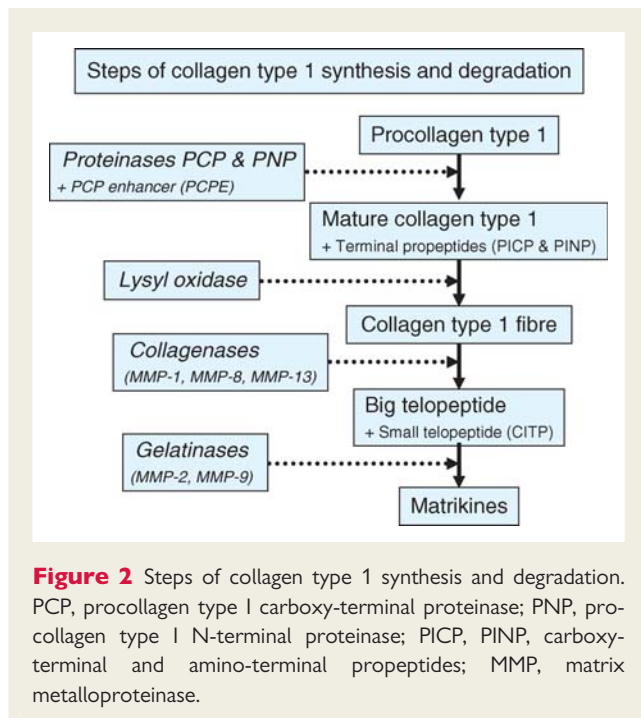 Steps of collagen type 1 synthesis and degradation
Procollagen type 1
Proteinases PCP & PNP
+ PCP enhancer (PCPE)
Mature collagen type 1
+ Terminal propeptides (PICP & PINP)
Lysyl oxidase
Collagen type 1 fibre
Collagenases
(MMP-1, MMP-8, MMP-13)
Big telopeptide
+ Small telopeptide (CITP)
Gelatinases
(MMP-2, MMP-9)
Matrikines
Figure 2 Steps of collagen type 1 synthesis and degradation.
PCP, procollagen type I carboxy-terminal proteinase; PNP, pro-
collagen type I N-terminal proteinase; PICP, PINP, carboxy-
terminal and amino-terminal propeptides; MMP, matrix
metalloproteinase.